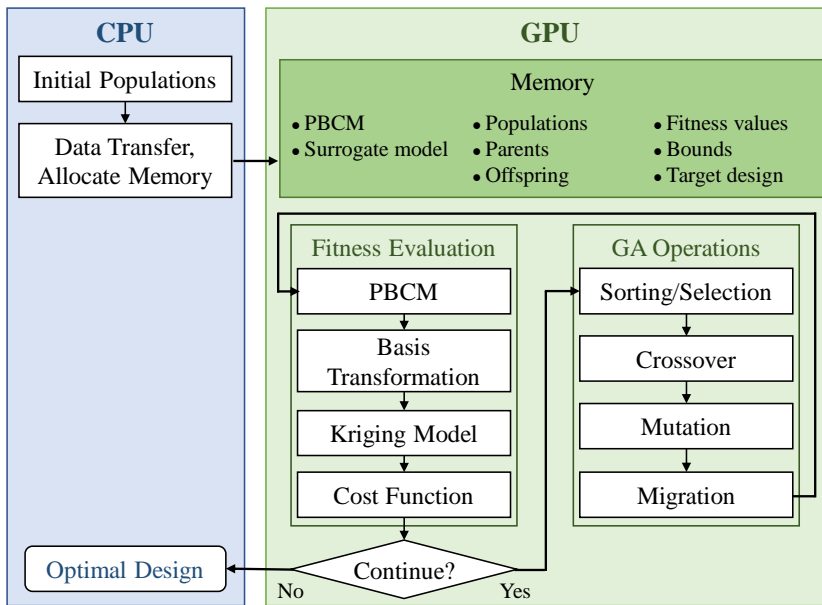 CPU
Initial Populations
Data Transfer,
Allocate Memory
GPU
Memory
• PBCM
• Surrogate model
• Populations
• Parents
• Offspring
• Fitness values
• Bounds
• Target design
Fitness Evaluation
PBCM
Basis
Transformation
Kriging Model
Cost Function
GA Operations
Sorting/Selection
Crossover
Mutation
Migration
Continue?
No
Yes
Optimal Design